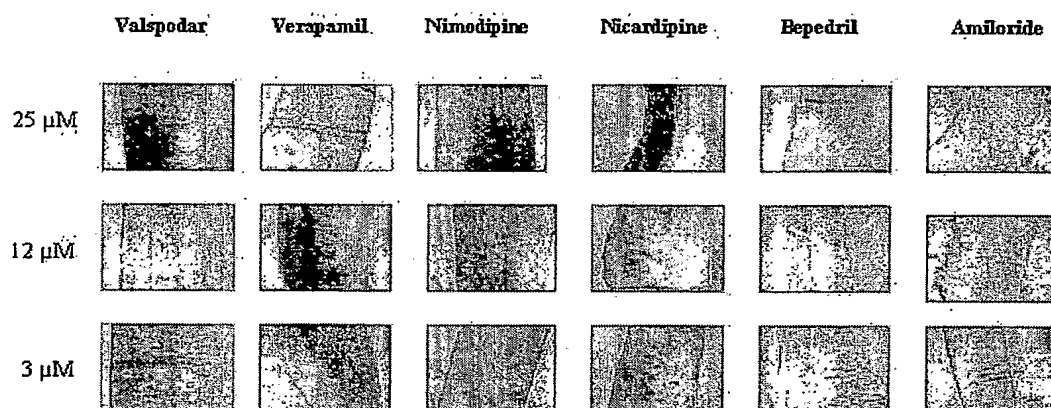 Valspodar Verapamil Nimodipine Nicardipine Bepedril Amiloride
25 µM
12 µM
3 µM